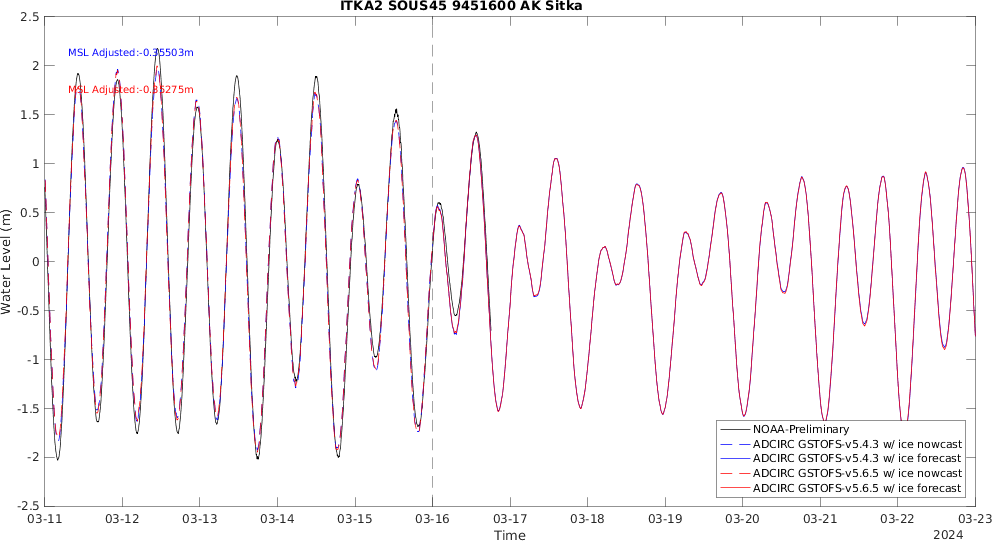 ITKA2 SOUS45 9451600 AK Sitka
2.5
2
1.5
1
0.5
0
-0.5
-1
-1.5
-2
-2.5
Water Level (m)
MSL Adjusted:-0.35503m
MSL Adjusted:-0.35275m
NOAA-Preliminary
ADCIRC GSTOFS-v5.4.3 w/ ice nowcast
ADCIRC GSTOFS-v5.4.3 w/ ice forecast
ADCIRC GSTOFS-v5.6.5 w/ ice nowcast
ADCIRC GSTOFS-v5.6.5 w/ ice forecast
03-11 03-12 03-13 03-14 03-15 03-16 03-17 03-18 03-19 03-20 03-21 03-22 03-23
Time
2024